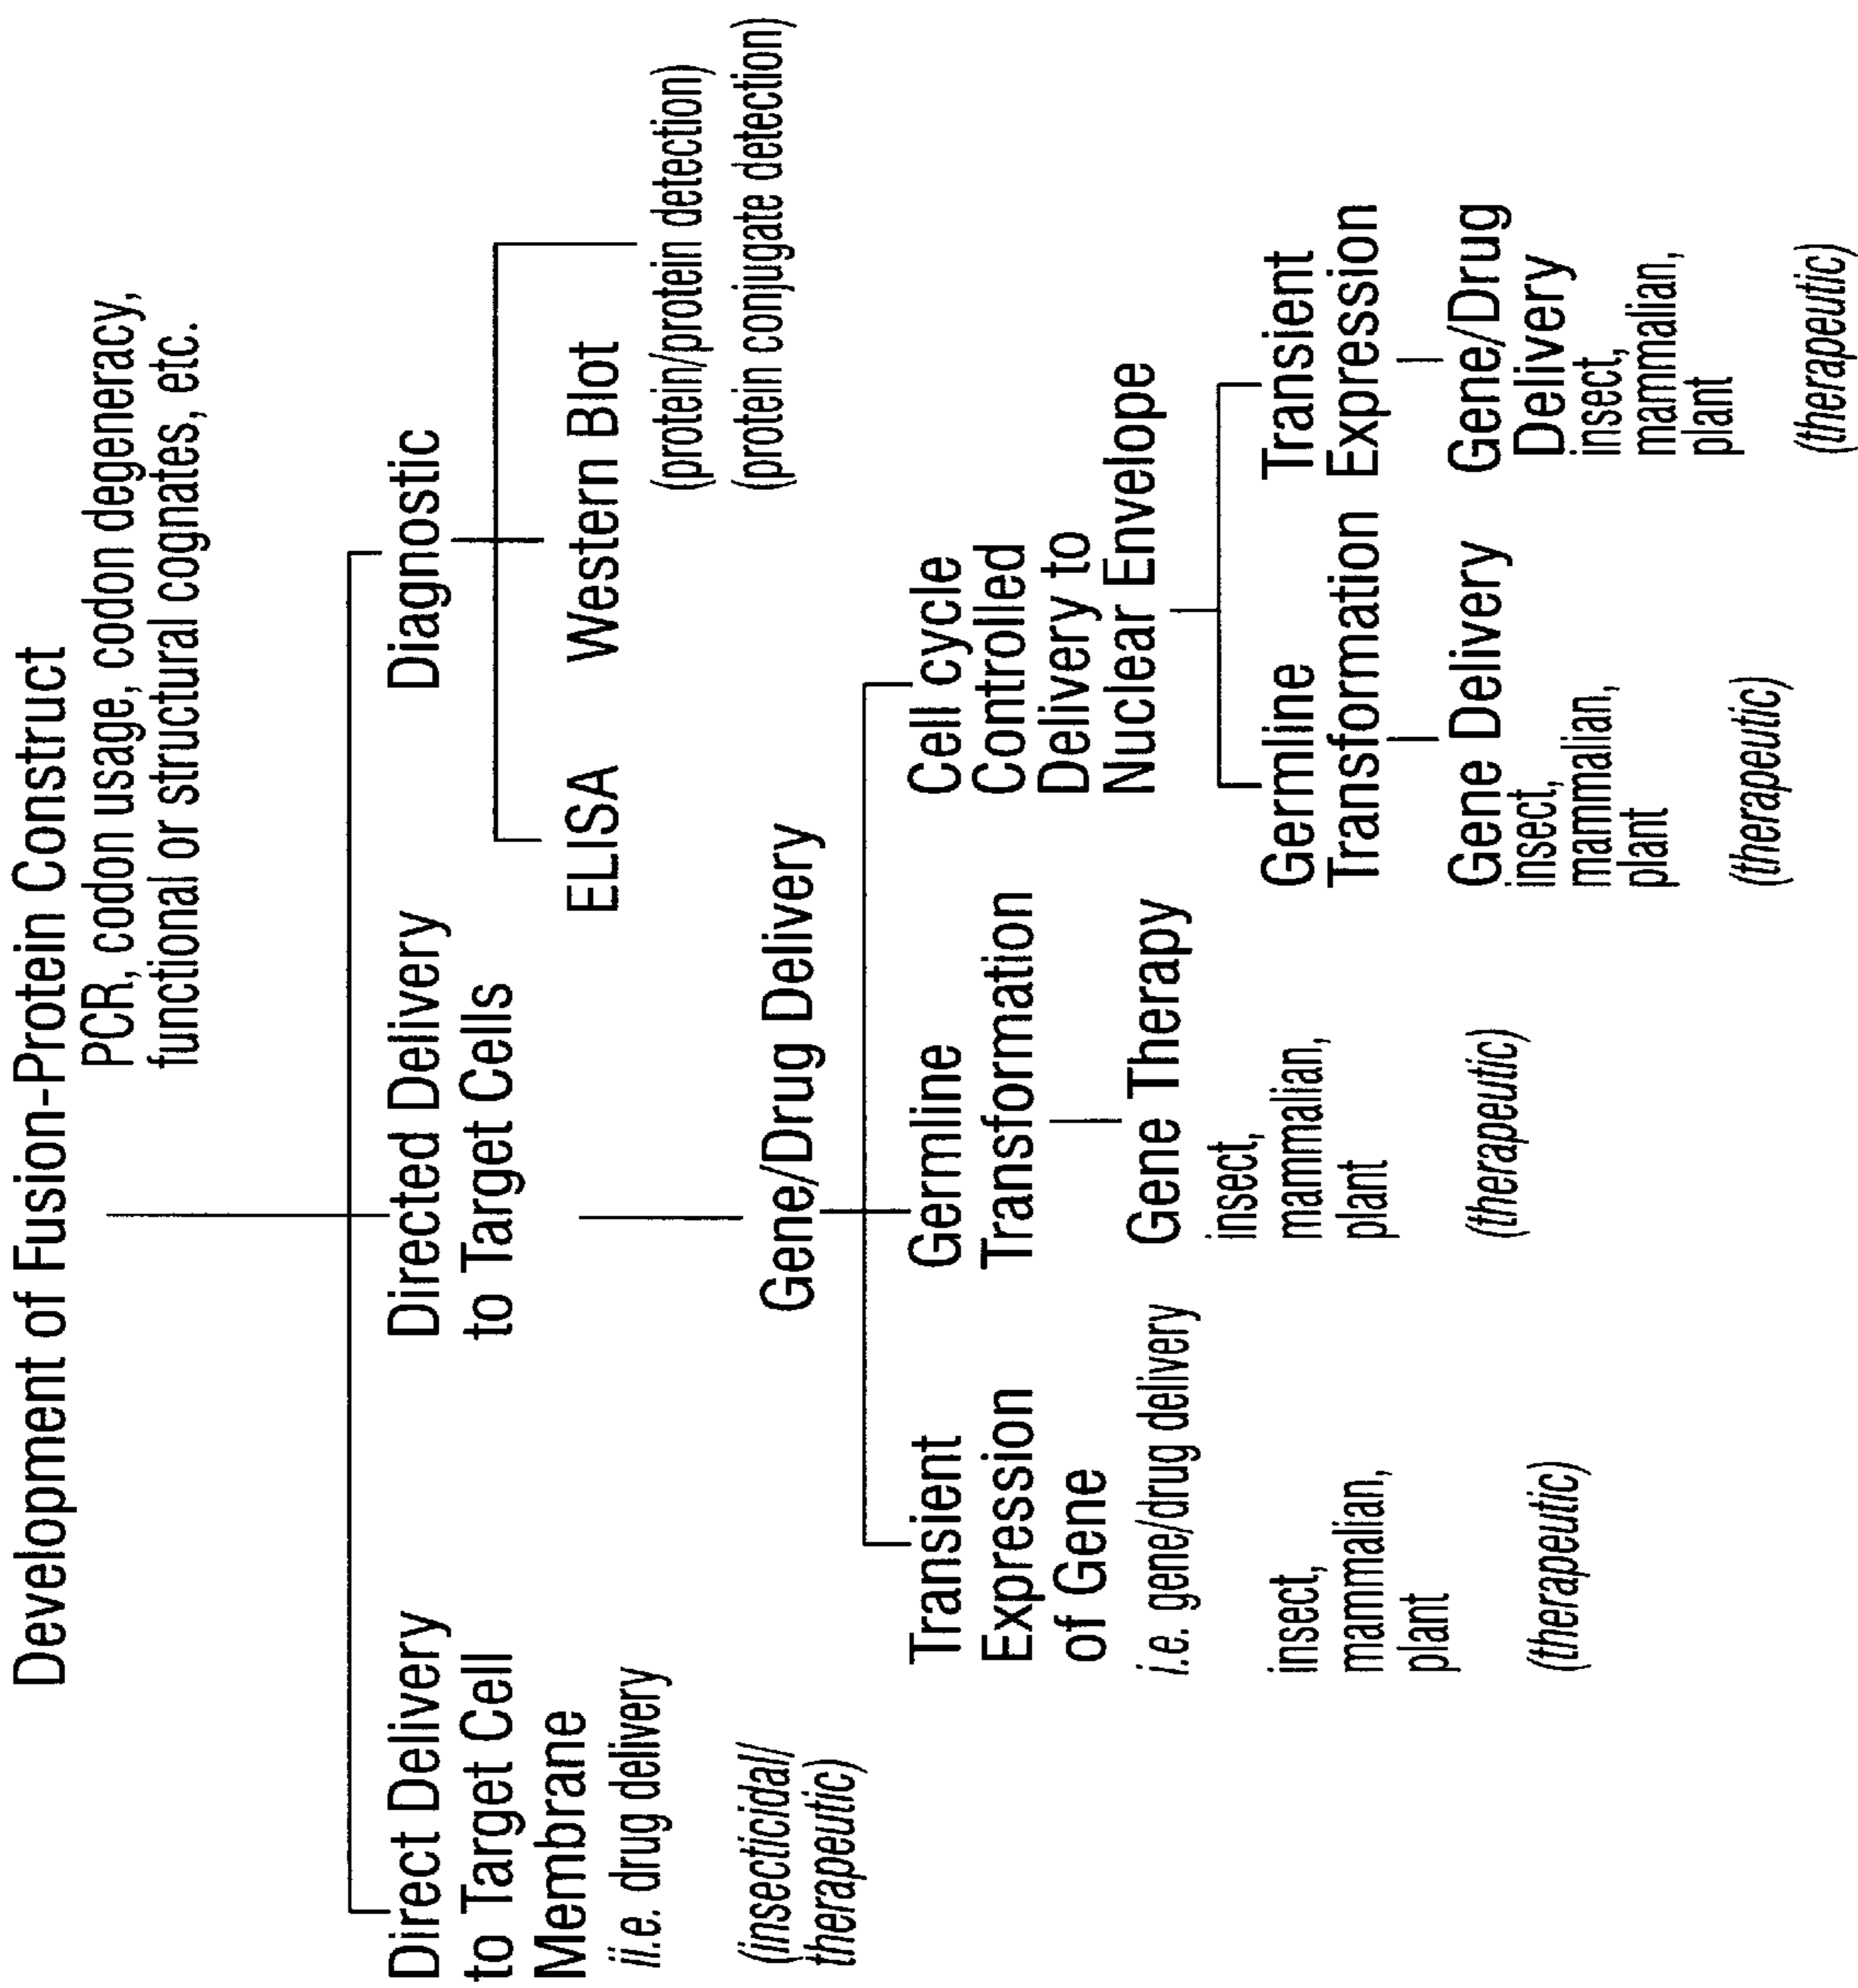 Development of Fusion-Protein Construct
PCR, codon usage, codon degeneracy,
functional or structural cognates, etc.
Direct Delivery
to Target Cell
Membrane
ii.e. drug delivery
(insecticidal/
therapeutic)
Directed Delivery
to Target Cells
Diagnostic
ELISA
Western Blot
(protein/protein detection)
(protein conjugate detection)
Gene/Drug Delivery
Transient
Expression
of Gene
i.e. gene/drug delivery
insect,
mammalian,
plant
(therapeutic)
Germline
Transformation
Gene Therapy
insect,
mammalian,
plant
(therapeutic)
Cell cycle
Controlled
Delivery to
Nuclear Envelope
Germline
Transformation
Gene Delivery
insect,
mammalian,
plant
(therapeutic)
Transient
Expression
Gene/Drug
Delivery
insect,
mammalian,
plant
(therapeutic)